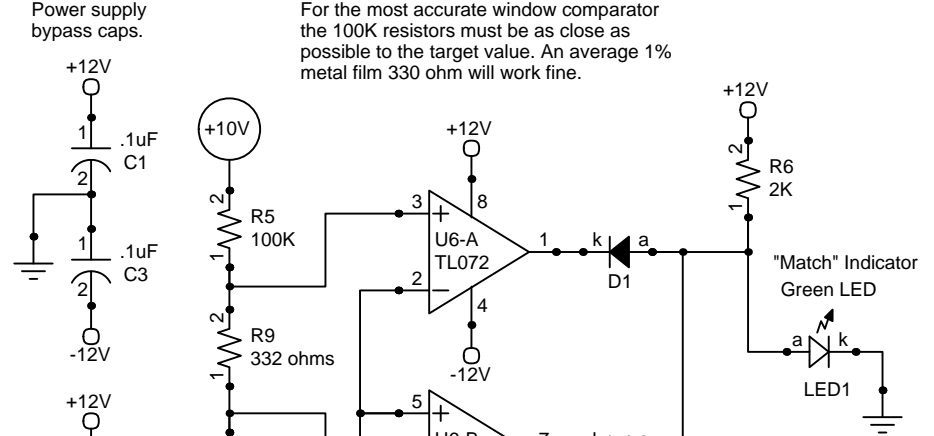 Power supply
bypass caps.
For the most accurate window comparator
the 100K resistors must be as close as
possible to the target value. An average 1%
metal film 330 ohm will work fine.
+12V
1
.1uF
C1
2
1
.1uF
C3
2
-12V
+12V
+10V
2
R5
100K
1
2
R9
332 ohms
1
+12V
3
+
8
U6-A
TL072
1
2
−
4
-12V
5
+
k
a
D1
+12V
2
R6
2K
1
"Match" Indicator
Green LED
a
k
LED1